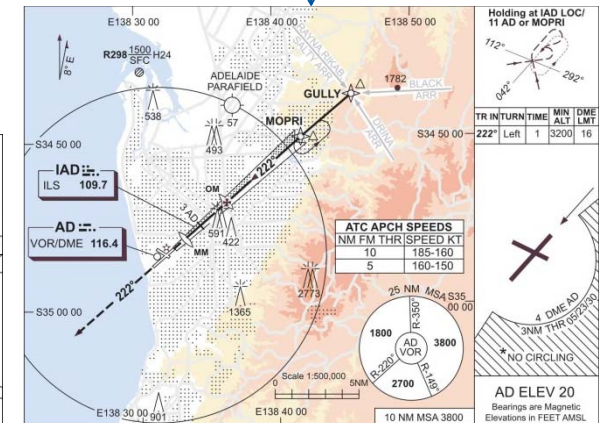 E138 30 00
E138 40 00
E138 50 00
8° E
R298 1500 H24
SFC
ADELAIDE
PARAFIELD
57
538
493
GULLY
1782
BLACK
ARR
MOPRI
S34 50 00
S34 50 00
IAD
ILS 109.7
OM
222°
3 AD
AD
VOR/DME 116.4
591
422
MM
222°
ATC APCH SPEEDS
NM FM THR SPEED KT
10 185-160
5 160-150
2773
1365
25 NM MSA
S35 00 00
S35 00 00
R-350°
1800
3800
AD
VOR
R-220°
R-149°
2700
Scale 1:500,000
0 5NM
901
E138 30 00
E138 40 00
10 NM MSA 3800
Holding at IAD LOC/
11 AD or MOPRI
112°
042°
292°
TR IN TURN TIME MIN ALT DME LMT
222° Left 1 3200 16
4 DME AD
3NM THR 05/23/30
*NO CIRCLING
AD ELEV 20
Bearings are Magnetic
Elevations in FEET AMSL